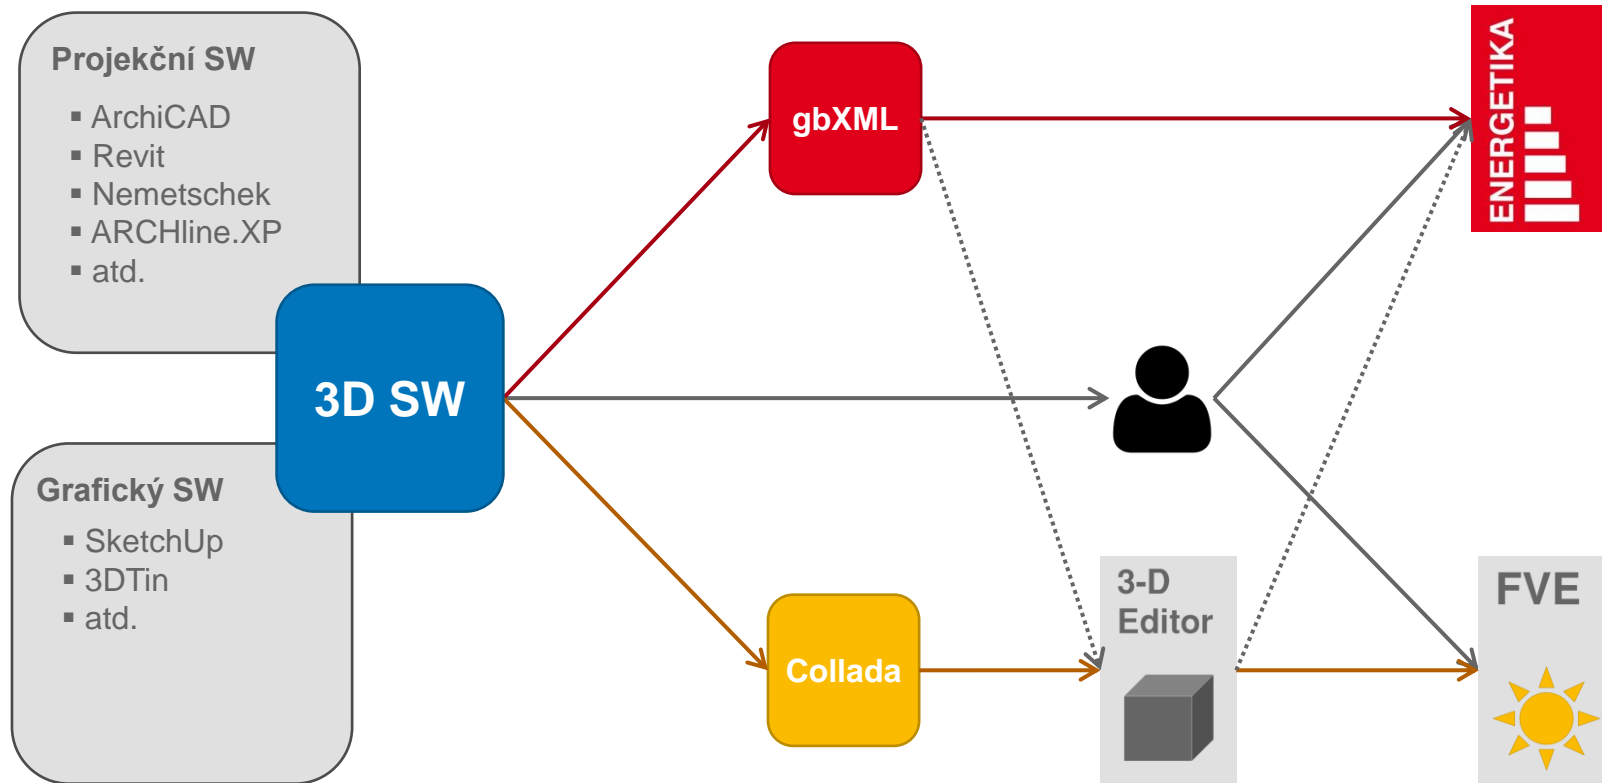 Projekční SW
▪ ArchiCAD
▪ Revit
▪ Nemetschek
▪ ARCHline.XP
▪ atd.
3D SW
Grafický SW
▪ SketchUp
▪ 3DTin
▪ atd.
gbXML
Collada
3-D
Editor
ENERGETIKA
FVE